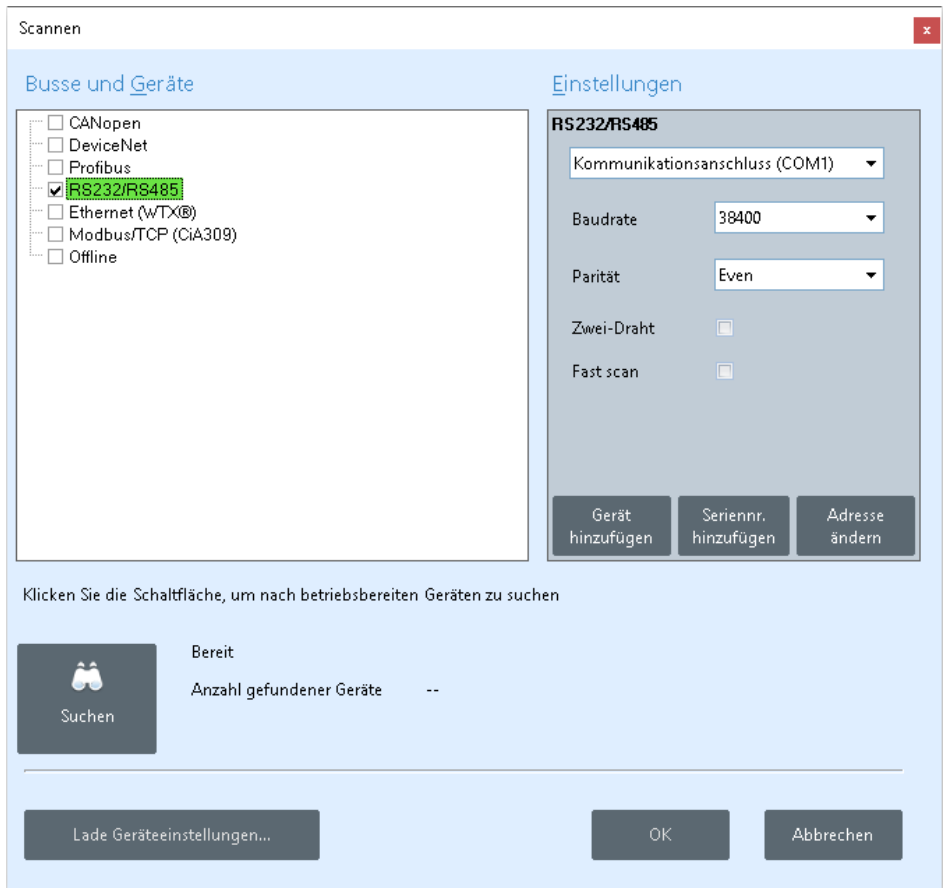 Scannen
x
Busse und Geräte
CANopen
DeviceNet
Profibus
RS232/RS485
Ethernet (WTX®)
Modbus/TCP (CiA309)
Offline
Einstellungen
RS232/RS485
Kommunikationsanschluss (COM1)
Baudrate
38400
Parität
Even
Zwei-Draht
Fast scan
Gerät
hinzufügen
Seriennr.
hinzufügen
Adresse
ändern
Klicken Sie die Schaltfläche, um nach betriebsbereiten Geräten zu suchen
Suchen
Bereit
Anzahl gefundener Geräte --
Lade Geräteeinstellungen...
OK
Abbrechen